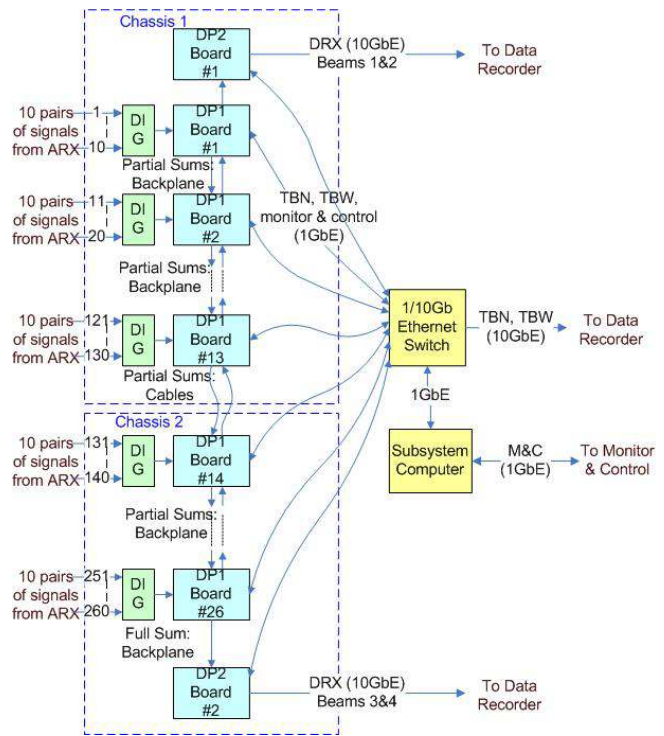 Chassis 1
DP2
Board
#1
DRX (10GbE)
Beams 1&2
To Data
Recorder
10 pairs
of signals
from ARX
1
10
DI
G
DP1
Board
#1
Partial Sums:
Backplane
TBN, TBW,
monitor & control
(1GbE)
10 pairs
of signals
from ARX
11
20
DI
G
DP1
Board
#2
Partial Sums:
Backplane
10 pairs
of signals
from ARX
121
130
DI
G
DP1
Board
#13
1/10Gb
Ethernet
Switch
TBN, TBW
(10GbE)
To Data
Recorder
Partial Sums:
Cables
1GbE
Chassis 2
10 pairs
of signals
from ARX
131
140
DI
G
DP1
Board
#14
Subsystem
Computer
M&C
(1GbE)
To Monitor
& Control
Partial Sums:
Backplane
10 pairs
of signals
from ARX
251
260
DI
G
DP1
Board
#26
Full Sum:
Backplane
DP2
Board
#2
DRX (10GbE)
Beams 3&4
To Data
Recorder